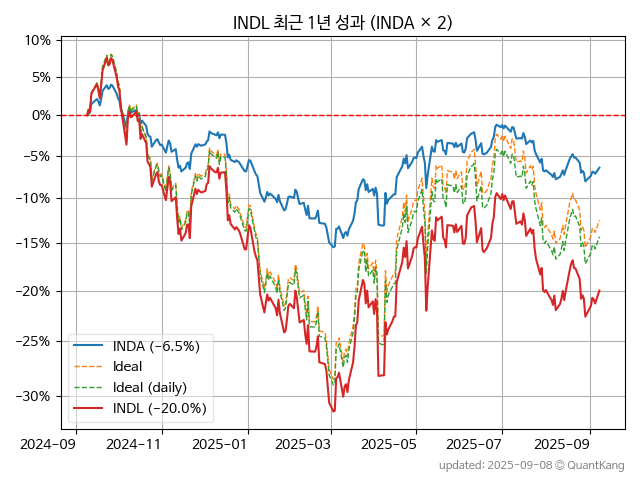 INDL 최근 1년 성과 (INDA × 2)
10%
5%
0%
−5%
−10%
−15%
−20%
−25%
−30%
INDA (−6.5%)
Ideal
Ideal (daily)
INDL (−20.0%)
2024−09
2024−11
2025−01
2025−03
2025−05
2025−07
2025−09
updated: 2025−09−08 © QuantKang